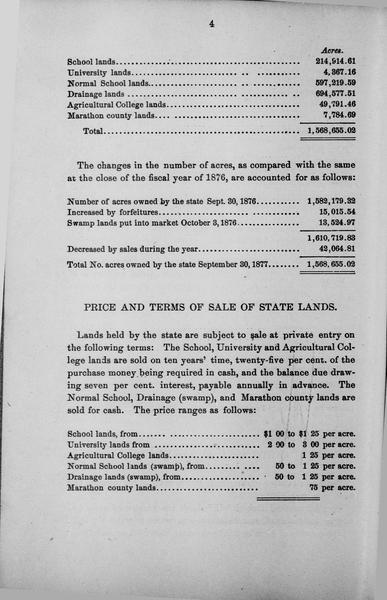 4
Acres.
School lands........ 214,914.61
University lands........ 4,367.16
Normal School lands........ 597,219.59
Drainage lands........ 694,577.51
Agricultural College lands........ 49,791.46
Marathon county lands........ 7,784.69
Total........ 1,568,655.02
The changes in the number of acres, as compared with the same
at the close of the fiscal year of 1876, are accounted for as follows:
Number of acres owned by the state Sept. 30, 1876........ 1,582,179.32
Increased by forfeitures........ 15,015.54
Swamp lands put into market October 3, 1876........ 13,524.97
1,610,719.83
Decreased by sales during the year........ 42,064.81
Total No. acres owned by the state September 30, 1877........ 1,568,655.02
PRICE AND TERMS OF SALE OF STATE LANDS.
Lands held by the state are subject to sale at private entry on
the following terms: The School, University and Agricultural Col-
lege lands are sold on ten years' time, twenty-five per cent. of the
purchase money being required in cash, and the balance due draw-
ing seven per cent. interest, payable annually in advance. The
Normal School, Drainage (swamp), and Marathon county lands are
sold for cash. The price ranges as follows:
School lands, from........ $1 00 to $1 25 per acre.
University lands from........ 2 00 to 3 00 per acre.
Agricultural College lands........ 1 25 per acre.
Normal School lands (swamp), from........ 50 to 1 25 per acre.
Drainage lands (swamp), from........ 50 to 1 25 per acre.
Marathon county lands........ 75 per acre.